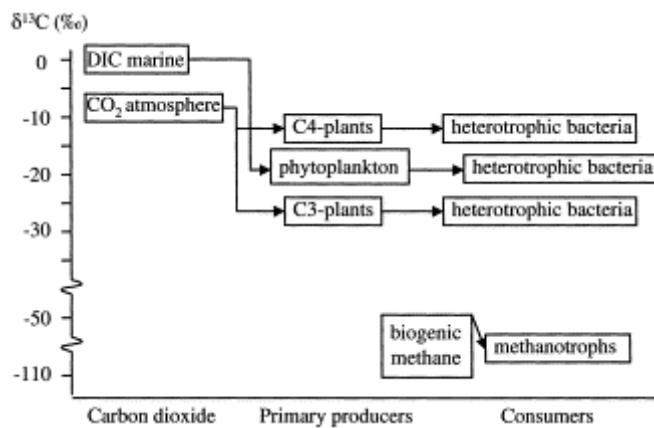 δ¹³C (‰)
0
DIC marine
CO₂ atmosphere
-10
C4-plants
heterotrophic bacteria
phytoplankton
heterotrophic bacteria
-20
C3-plants
heterotrophic bacteria
-30
-50
biogenic
methane
methanotrophs
-110
Carbon dioxide
Primary producers
Consumers